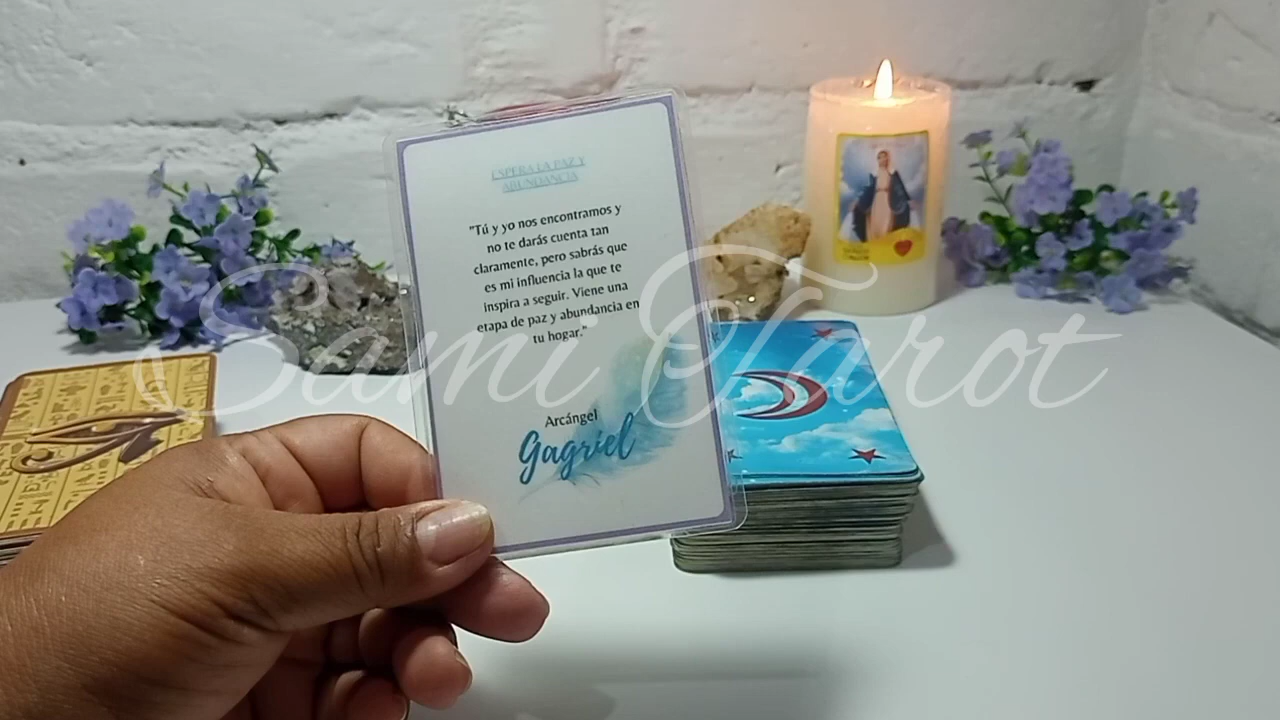 ESPERA LA PAZ Y
ABUNDANCIA
"Tú y yo nos encontramos y
no te darás cuenta tan
claramente, pero sabrás que
es mi influencia la que te
inspira a seguir. Viene una
etapa de paz y abundancia en
tu hogar."
Arcángel
Gagriel
Sami Tarot